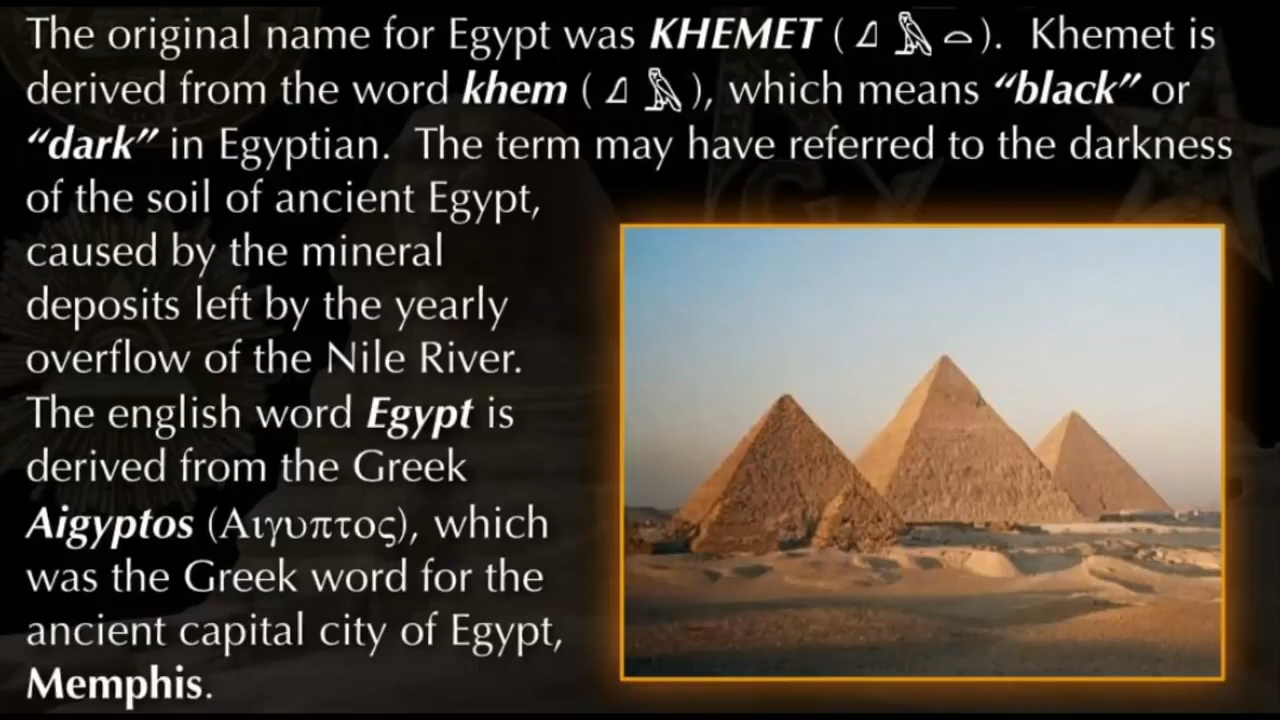 The original name for Egypt was KHEMET ( 𓈎 𓅓 𓏏 ). Khemet is
derived from the word khem ( 𓈎 𓅓 ), which means “black” or
“dark” in Egyptian. The term may have referred to the darkness
of the soil of ancient Egypt,
caused by the mineral
deposits left by the yearly
overflow of the Nile River.
The english word Egypt is
derived from the Greek
Aigyptos (Αιγυπτος), which
was the Greek word for the
ancient capital city of Egypt,
Memphis.